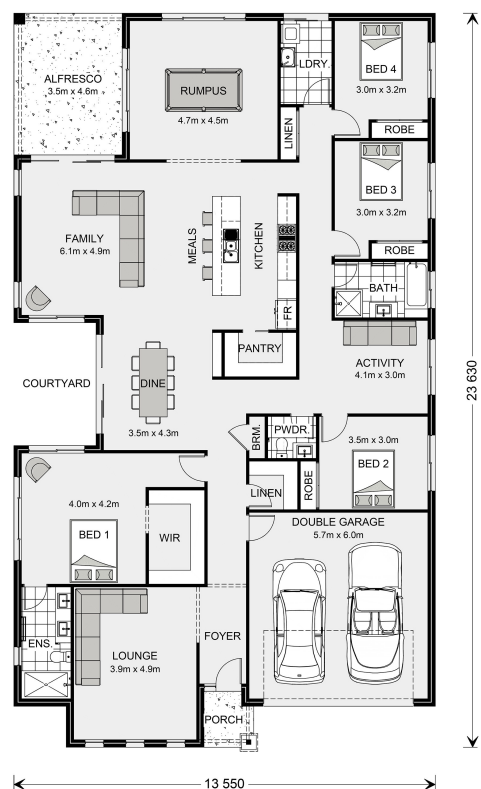 ALFRESCO
3.5m x 4.6m
RUMPUS
4.7m x 4.5m
LDRY.
BED 4
3.0m x 3.2m
ROBE
LINEN
BED 3
3.0m x 3.2m
ROBE
FAMILY
6.1m x 4.9m
MEALS
KITCHEN
FR
BATH
PANTRY
ACTIVITY
4.1m x 3.0m
COURTYARD
DINE
3.5m x 4.3m
BRM.
PWDR.
3.5m x 3.0m
BED 2
LINEN
ROBE
4.0m x 4.2m
BED 1
WIR
DOUBLE GARAGE
5.7m x 6.0m
ENS.
LOUNGE
3.9m x 4.9m
FOYER
PORCH
23 630
13 550